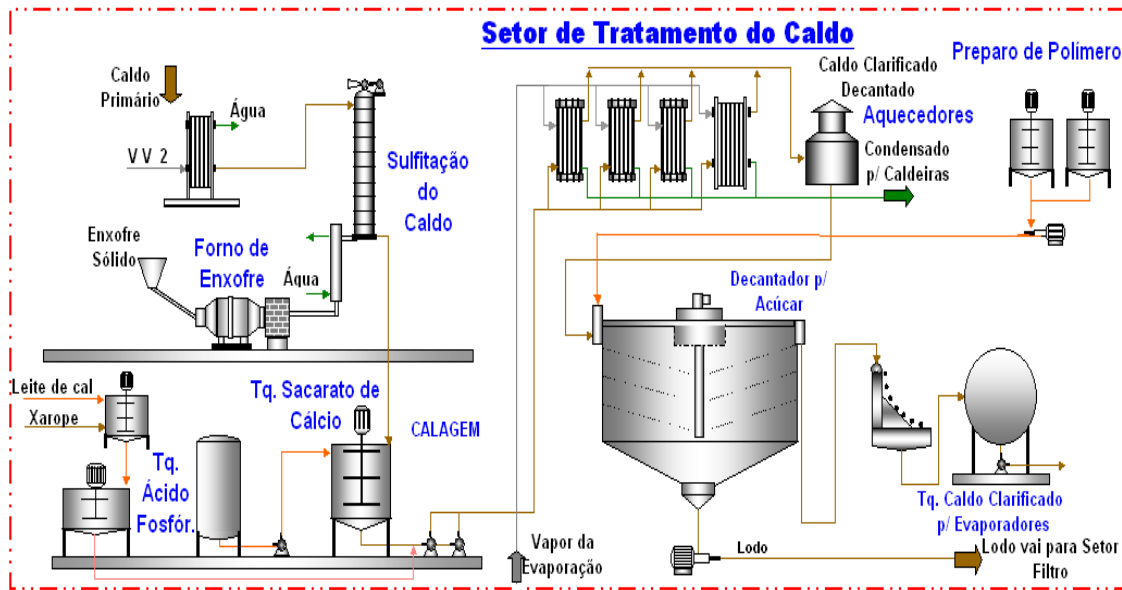 Setor de Tratamento do Caldo
Preparo de Polímero
Caldo
Primário
Água
V V 2
Sulfitação
do
Caldo
Caldo Clarificado
Decantado
Aquecedores
Condensado
p/ Caldeiras
Enxofre
Sólido
Forno de
Enxofre
Água
Decantador p/
Acúcar
Leite de cal
Xarope
Tq. Sacarato de
Cálcio
CALAGEM
Tq.
Ácido
Fosfór.
Tq. Caldo Clarificado
p/ Evaporadores
Vapor da
Evaporação
Lodo
Lodo vai para Setor
Filtro